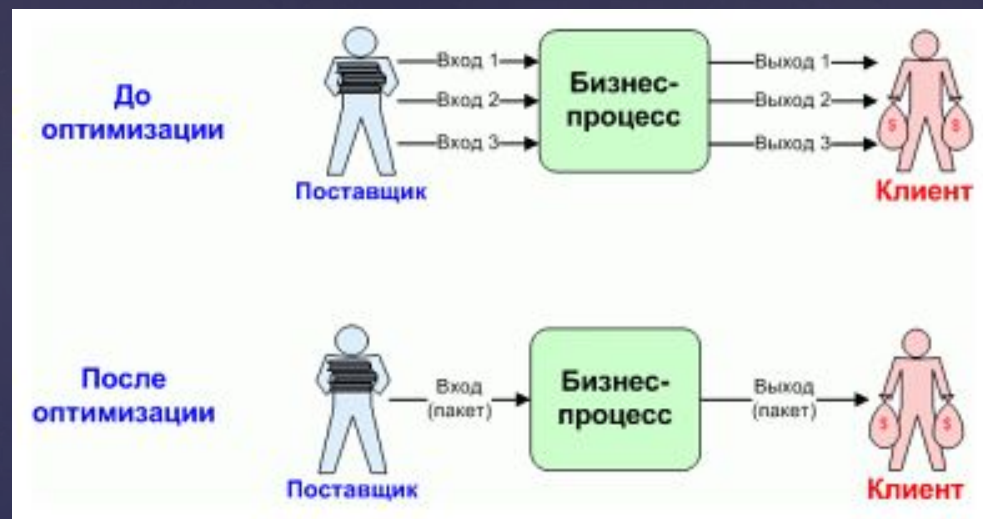 До
оптимизации
Вход 1
Вход 2
Вход 3
Бизнес-
процесс
Выход 1
Выход 2
Выход 3
$ $
Поставщик
Клиент
После
оптимизации
Вход
(пакет)
Бизнес-
процесс
Выход
(пакет)
$ $
Поставщик
Клиент